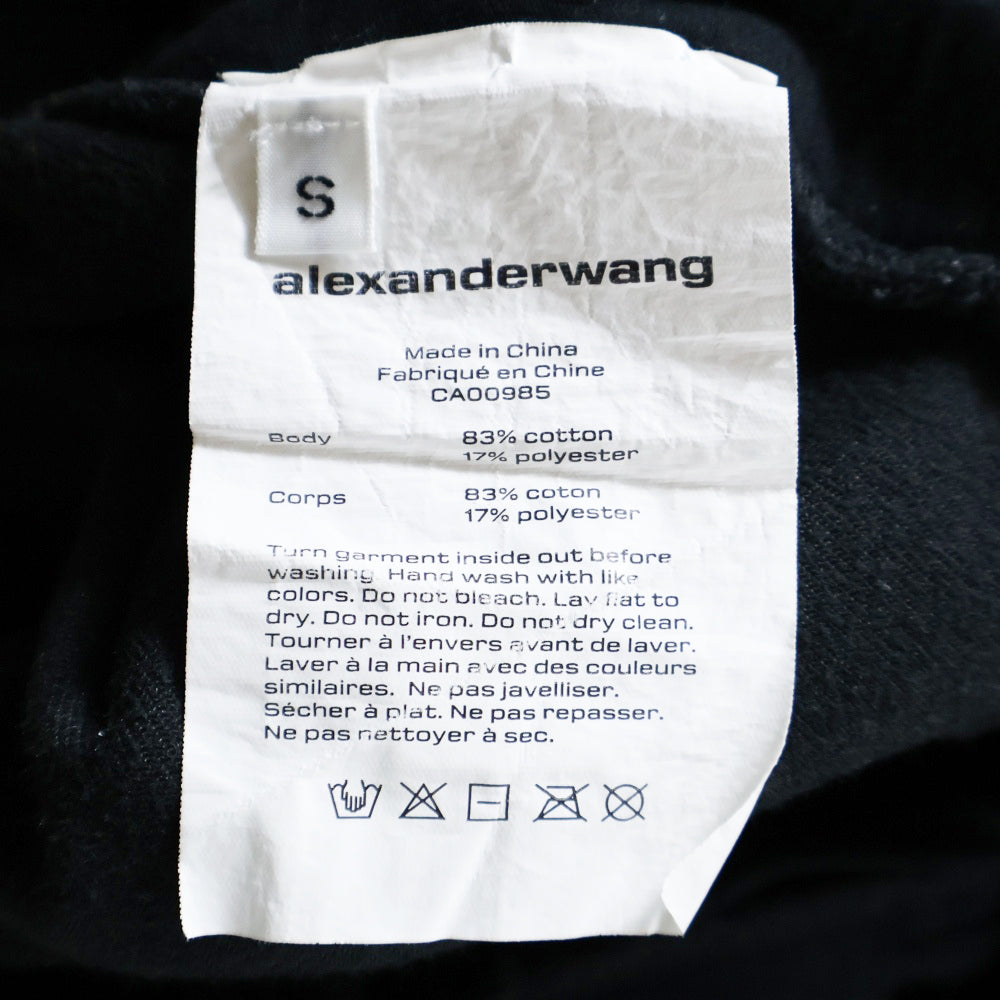 S
alexanderwang
Made in China
Fabriqué en Chine
CA00985
Body 83% cotton
17% polyester
Corps 83% coton
17% polyester
Turn garment inside out before
washing. Hand wash with like
colors. Do not bleach. Lay flat to
dry. Do not iron. Do not dry clean.
Tourner à l'envers avant de laver.
Laver à la main avec des couleurs
similaires. Ne pas javelliser.
Sécher à plat. Ne pas repasser.
Ne pas nettoyer à sec.